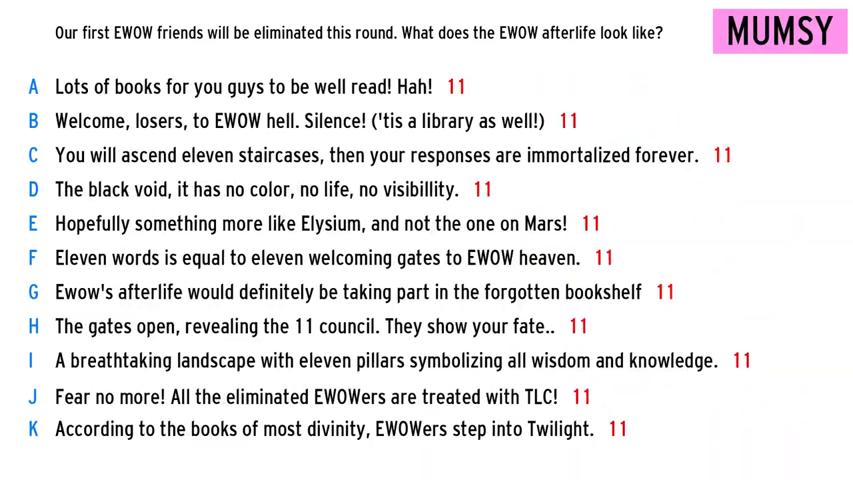 Our first EWOW friends will be eliminated this round. What does the EWOW afterlife look like?
MUMSY
A Lots of books for you guys to be well read! Hah! 11
B Welcome, losers, to EWOW hell. Silence! ('tis a library as well!) 11
C You will ascend eleven staircases, then your responses are immortalized forever. 11
D The black void, it has no color, no life, no visibillity. 11
E Hopefully something more like Elysium, and not the one on Mars! 11
F Eleven words is equal to eleven welcoming gates to EWOW heaven. 11
G Ewow's afterlife would definitely be taking part in the forgotten bookshelf 11
H The gates open, revealing the 11 council. They show your fate.. 11
I A breathtaking landscape with eleven pillars symbolizing all wisdom and knowledge. 11
J Fear no more! All the eliminated EWOWers are treated with TLC! 11
K According to the books of most divinity, EWOWers step into Twilight. 11